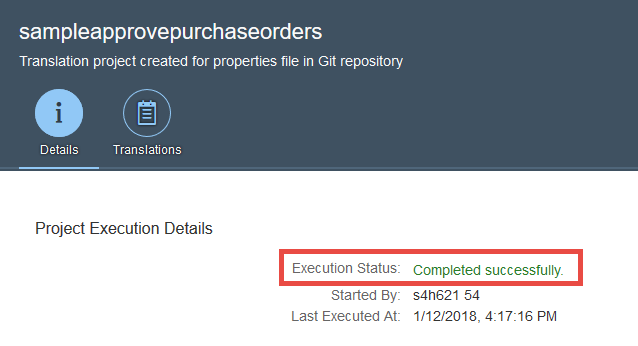 sampleapprovepurchaseorders
Translation project created for properties file in Git repository
Details Translations
Project Execution Details
Execution Status: Completed successfully.
Started By: s4h621 54
Last Executed At: 1/12/2018, 4:17:16 PM